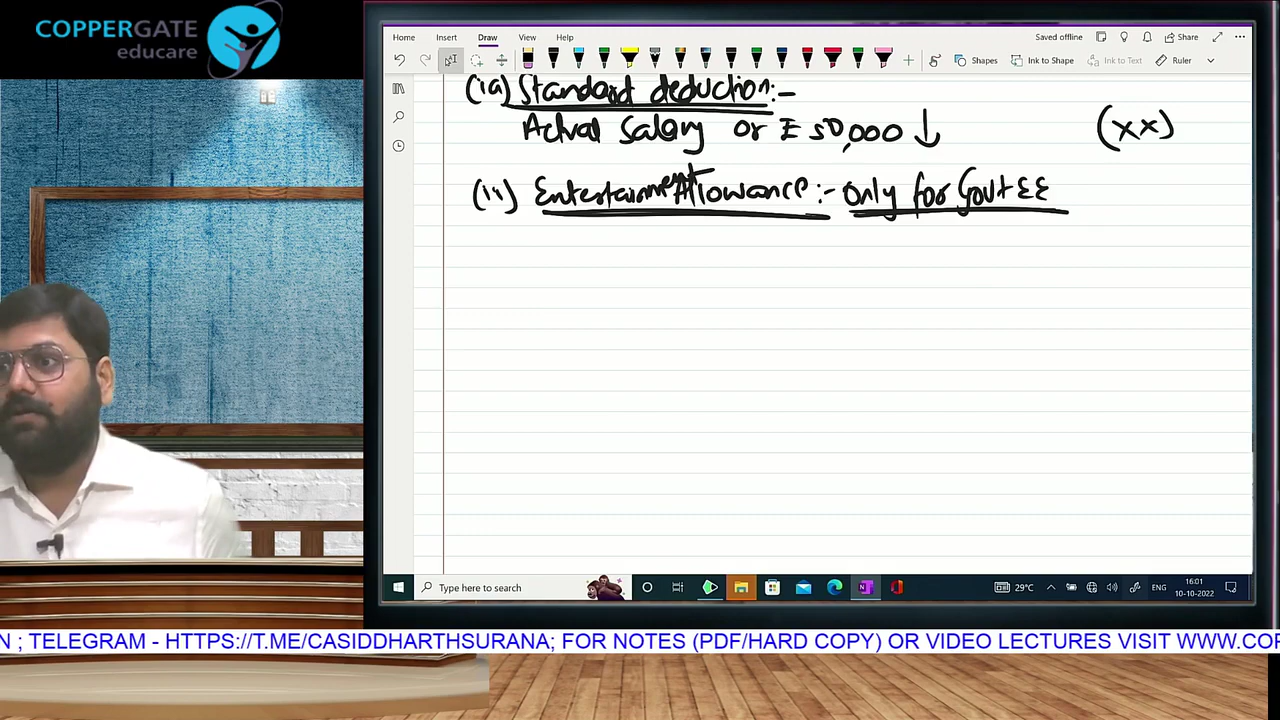 COPPERGATE
educare
Home Insert Draw View Help
Saved offline
Share
Shapes
Ink to Shape
Ink to Text
Ruler
(ia) Standard deduction:-
Actual Salary or ₹ 50,000 ↓ (xx)
(ii) Entertainment Allowance:- only for Govt EE
Type here to search
29°C
ENG
16:01
10-10-2022
N ; TELEGRAM - HTTPS://T.ME/CASIDDHARTHSURANA; FOR NOTES (PDF/HARD COPY) OR VIDEO LECTURES VISIT WWW.COP